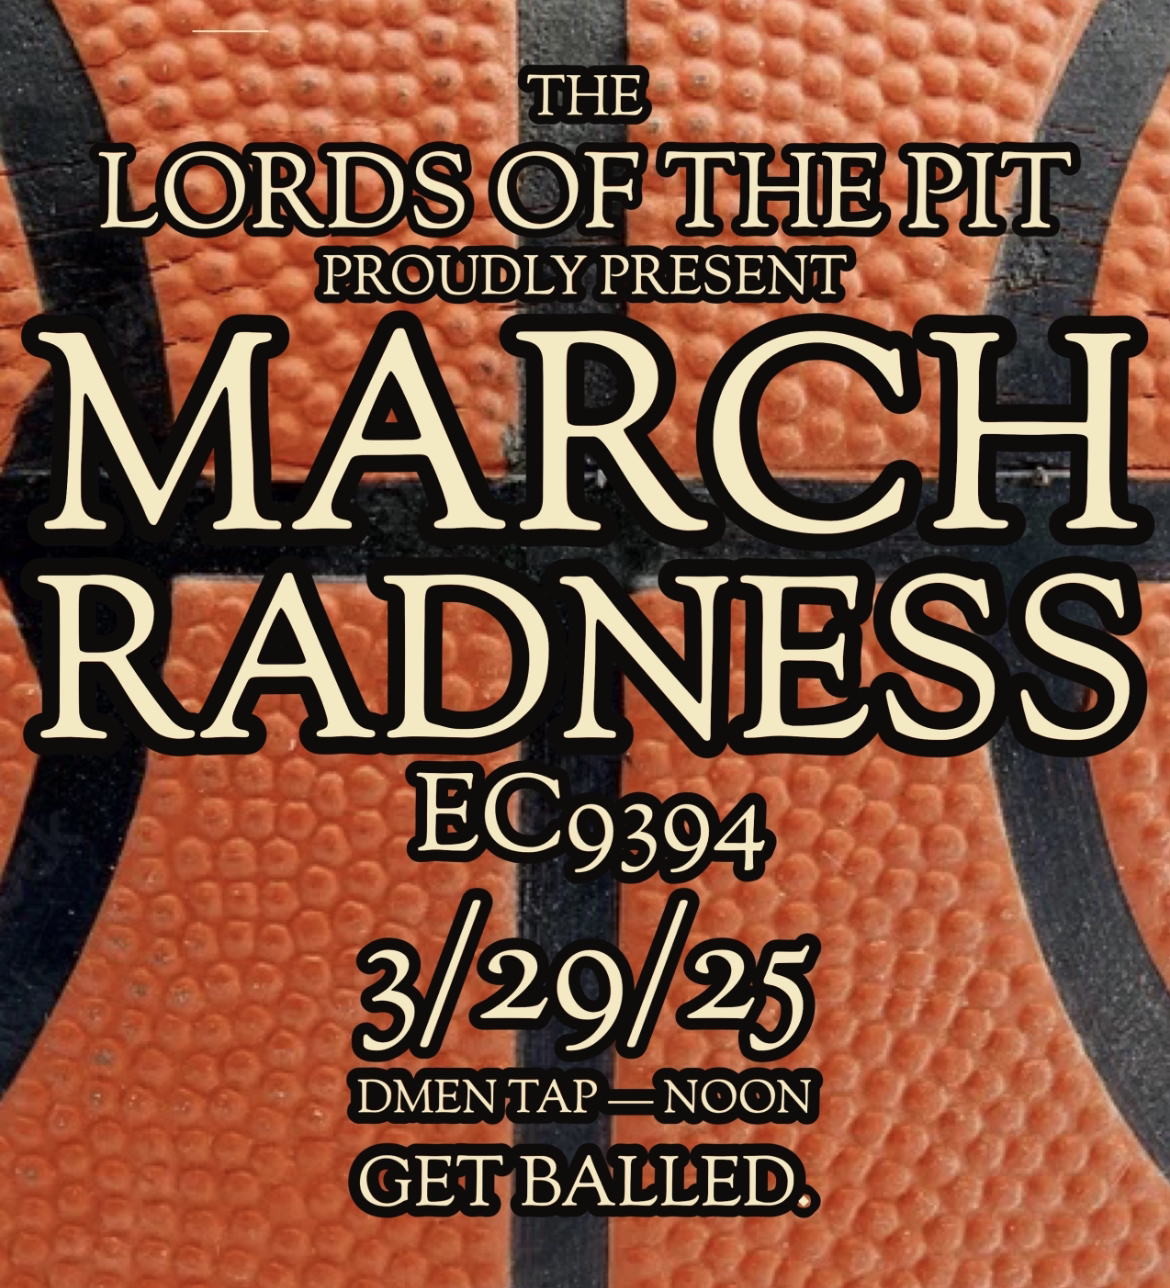 THE
LORDS OF THE PIT
PROUDLY PRESENT
MARCH
RADNESS
EC9394
3/29/25
DMEN TAP — NOON
GET BALLED.